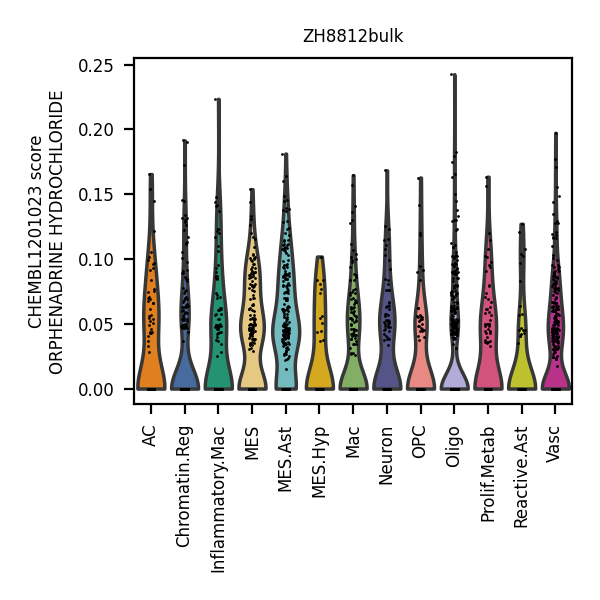 ZH8812bulk
CHEMBL1201023 score
ORPHENADRINE HYDROCHLORIDE
0.25
0.20
0.15
0.10
0.05
0.00
AC
Chromatin.Reg
Inflammatory.Mac
MES
MES.Ast
MES.Hyp
Mac
Neuron
OPC
Oligo
Prolif.Metab
Reactive.Ast
Vasc